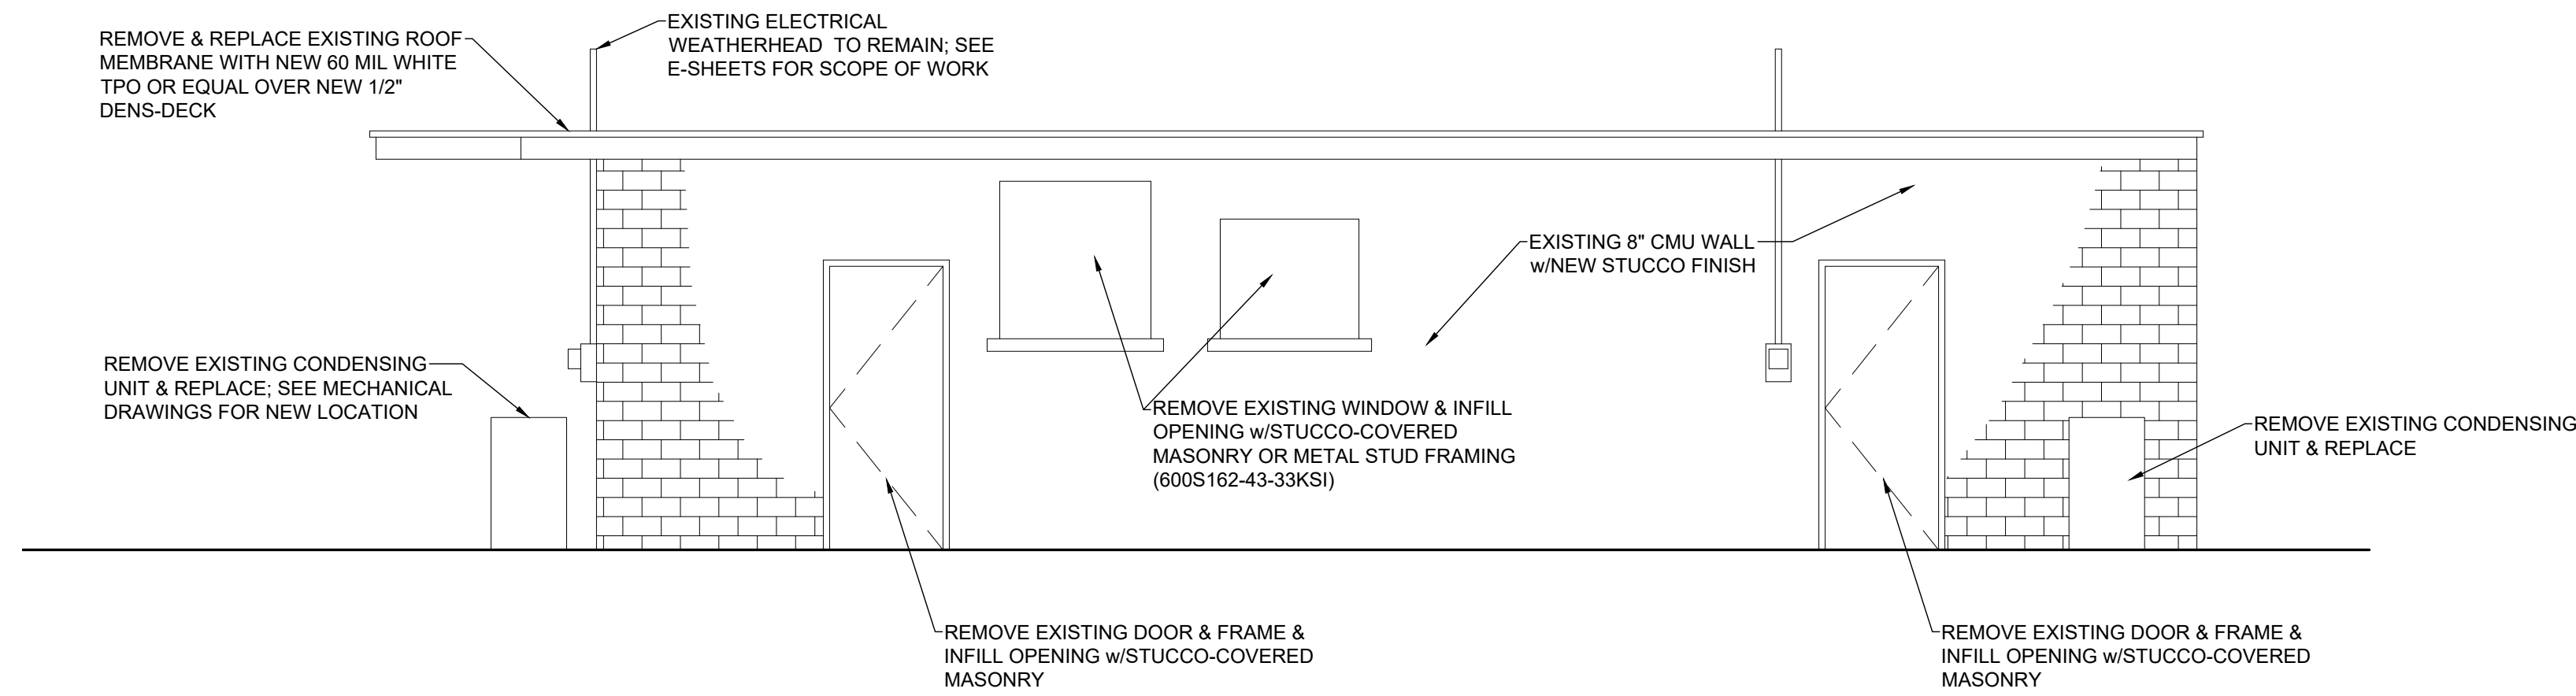 REMOVE & REPLACE EXISTING ROOF
MEMBRANE WITH NEW 60 MIL WHITE
TPO OR EQUAL OVER NEW 1/2"
DENS-DECK
EXISTING ELECTRICAL
WEATHERHEAD TO REMAIN; SEE
E-SHEETS FOR SCOPE OF WORK
EXISTING 8" CMU WALL
w/NEW STUCCO FINISH
REMOVE EXISTING CONDENSING
UNIT & REPLACE; SEE MECHANICAL
DRAWINGS FOR NEW LOCATION
REMOVE EXISTING WINDOW & INFILL
OPENING w/STUCCO-COVERED
MASONRY OR METAL STUD FRAMING
(600S162-43-33KSI)
REMOVE EXISTING CONDENSING
UNIT & REPLACE
REMOVE EXISTING DOOR & FRAME &
INFILL OPENING w/STUCCO-COVERED
MASONRY
REMOVE EXISTING DOOR & FRAME &
INFILL OPENING w/STUCCO-COVERED
MASONRY